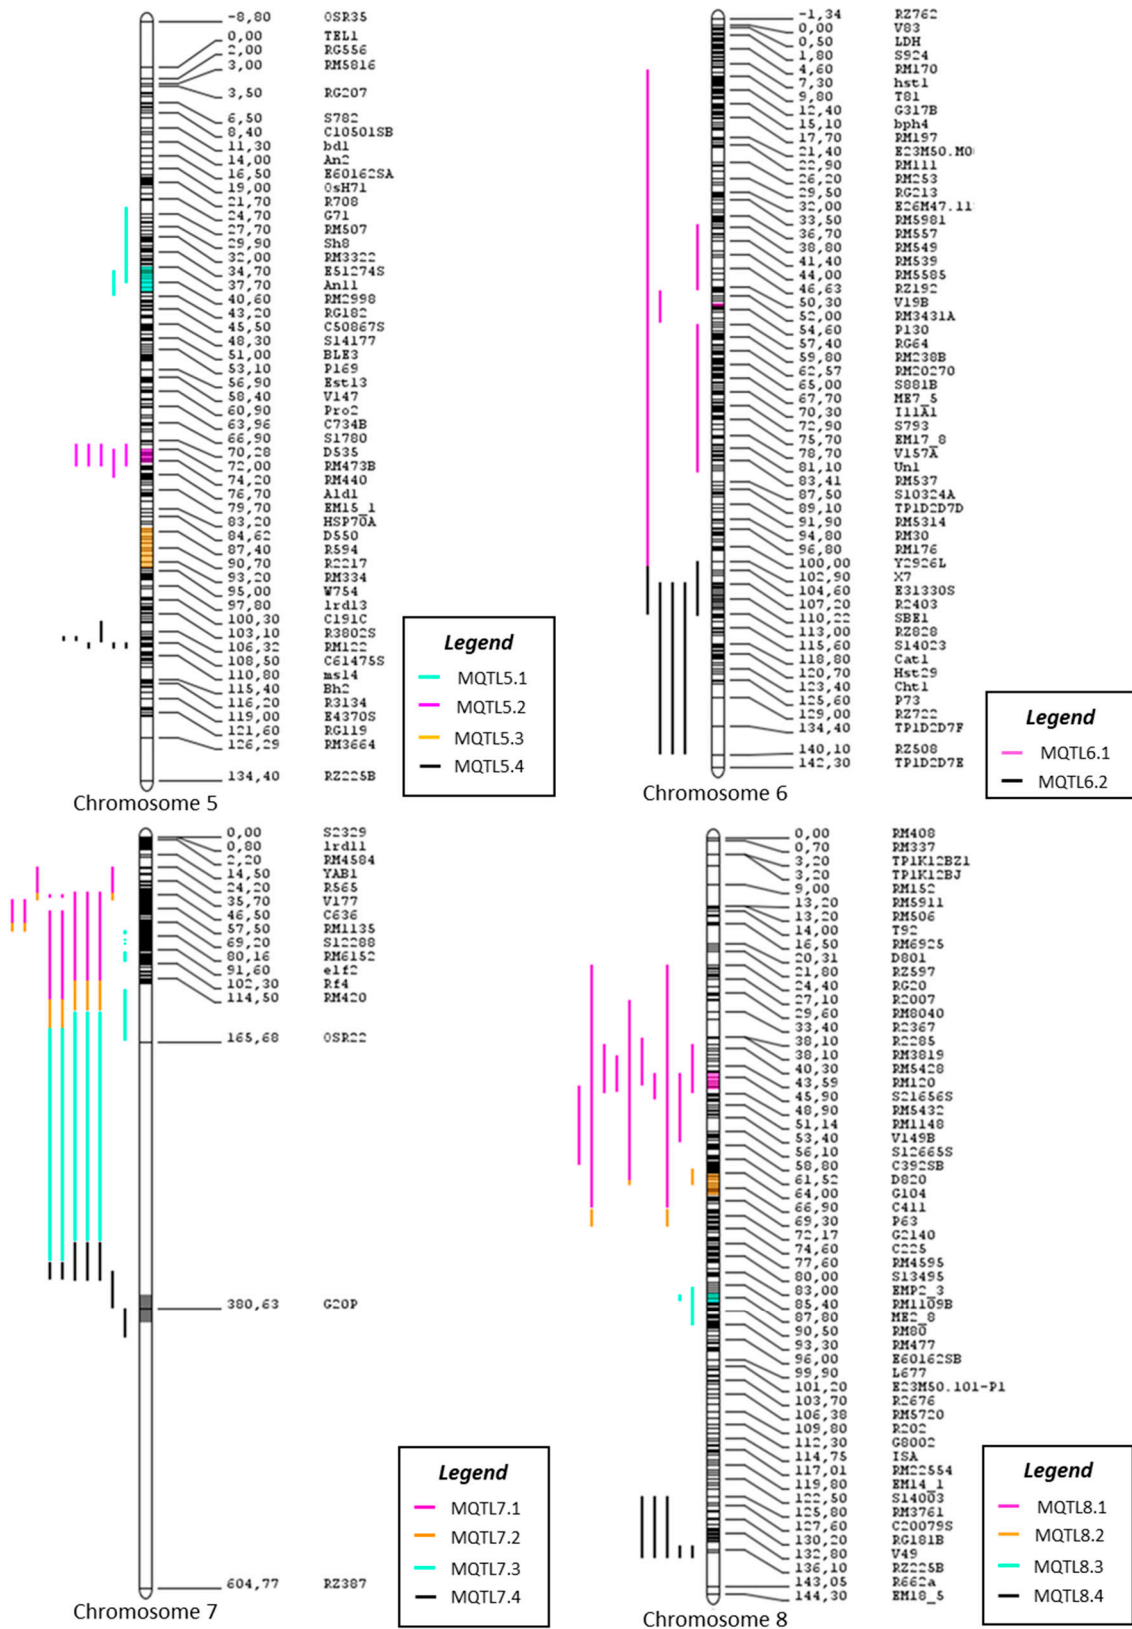 -8,80 OSR35
0,00 TEL1
2,00 RG556
3,00 RM5816
3,50 RG207
6,50 S782
8,40 C10501SB
11,30 bd1
14,00 An2
16,50 E60162SA
19,00 OsH71
21,70 R708
24,70 G71
27,70 RM507
29,90 Sh8
32,00 RM3322
34,70 E51274S
37,70 An11
40,60 RM2998
43,20 RG182
45,50 C50867S
48,30 S14177
51,00 BLE3
53,10 P169
56,90 Est13
58,40 V147
60,90 Pro2
63,96 C734B
66,90 S1780
70,28 D535
72,00 RM473B
74,20 RM440
76,70 Ald1
79,70 EM15_1
83,20 HSP70A
84,62 D550
87,40 R594
90,70 R2217
93,20 RM334
95,00 W754
97,80 lrd13
100,30 C191C
103,10 R3802S
106,32 RM122
108,50 C61475S
110,80 ms14
115,40 Bh2
116,20 R3134
119,00 E4370S
121,60 RG119
126,29 RM3664
134,40 RZ225B
Legend
MQTL5.1
MQTL5.2
MQTL5.3
MQTL5.4
Chromosome 5
-1,34 RZ762
0,00 V83
0,50 LDH
1,80 S924
4,60 RM170
7,30 hst1
9,80 T81
12,40 G317B
15,10 bph4
17,70 RM197
21,40 E23M50.M0
22,90 RM111
26,20 RM253
29,50 RG213
32,00 E26M47.11
33,50 RM5981
36,70 RM557
38,80 RM549
41,40 RM539
44,00 RM5585
46,63 RZ192
50,30 V19B
52,00 RM3431A
54,60 P130
57,40 RG64
59,80 RM238B
62,57 RM20270
65,00 S881B
67,70 ME7_5
70,30 I11A1
72,90 S793
75,70 EM17_8
78,70 V157A
81,10 Un1
83,41 RM537
87,50 S10324A
89,10 TP1D2D7D
91,90 RM5314
94,80 RM30
96,80 RM176
100,00 Y2926L
102,90 X7
104,60 E31330S
107,20 R2403
110,22 SBE1
113,00 RZ828
115,60 S14023
118,80 Cat1
120,70 Hst29
123,40 Cht1
125,60 P73
129,00 RZ722
134,40 TP1D2D7F
140,10 RZ508
142,30 TP1D2D7E
Legend
MQTL6.1
MQTL6.2
Chromosome 6
0,00 S2329
0,80 lrd11
2,20 RM4584
14,50 YAB1
24,20 R565
35,70 V177
46,50 C636
57,50 RM1135
69,20 S12288
80,16 RM6152
91,60 elf2
102,30 Rf4
114,50 RM420
165,68 OSR22
380,63 G20P
604,77 RZ387
Legend
MQTL7.1
MQTL7.2
MQTL7.3
MQTL7.4
Chromosome 7
0,00 RM408
0,70 RM337
3,20 TP1K12BZ1
3,20 TP1K12BJ
9,00 RM152
13,20 RM5911
13,20 RM506
14,00 T92
16,50 RM6925
20,31 D801
21,80 RZ597
24,40 RG20
27,10 R2007
29,60 RM8040
33,40 R2367
38,10 R2285
38,10 RM3819
40,30 RM5428
43,59 RM120
45,90 S21656S
48,90 RM5432
51,14 RM1148
53,40 V149B
56,10 S12665S
58,80 C392SB
61,52 D820
64,00 G104
66,90 C411
69,30 P63
72,17 G2140
74,60 C225
77,60 RM4595
80,00 S13495
83,00 EMP2_3
85,40 RM1109B
87,80 ME2_8
90,50 RM80
93,30 RM477
96,00 E60162SB
99,90 L677
101,20 E23M50.101-P1
103,70 R2676
106,38 RM5720
109,80 R202
112,30 G8002
114,75 ISA
117,01 RM22554
119,80 EM14_1
122,50 S14003
125,80 RM3761
127,60 C20079S
130,20 RG181B
132,80 V49
136,10 RZ225B
143,05 R662a
144,30 EM18_5
Legend
MQTL8.1
MQTL8.2
MQTL8.3
MQTL8.4
Chromosome 8